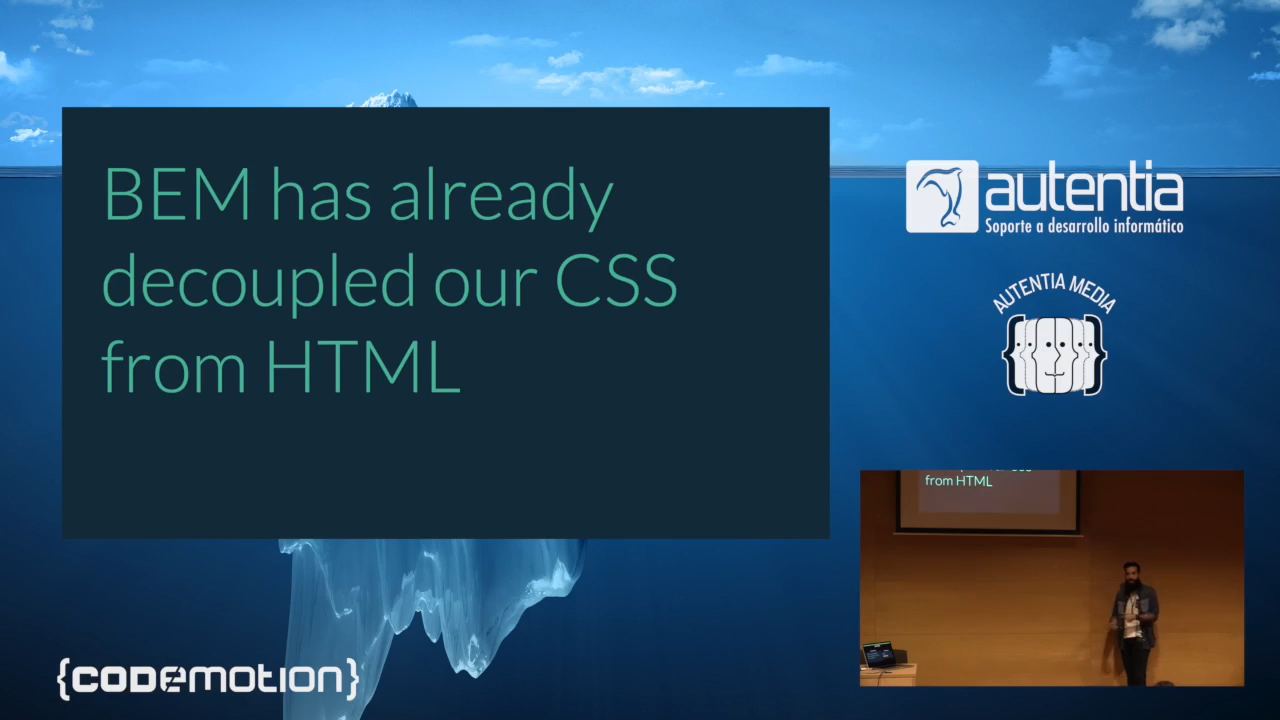 BEM has already
decoupled our CSS
from HTML
autentia
Soporte a desarrollo informático
AUTENTIA MEDIA
from HTML
{CODEMOTION}